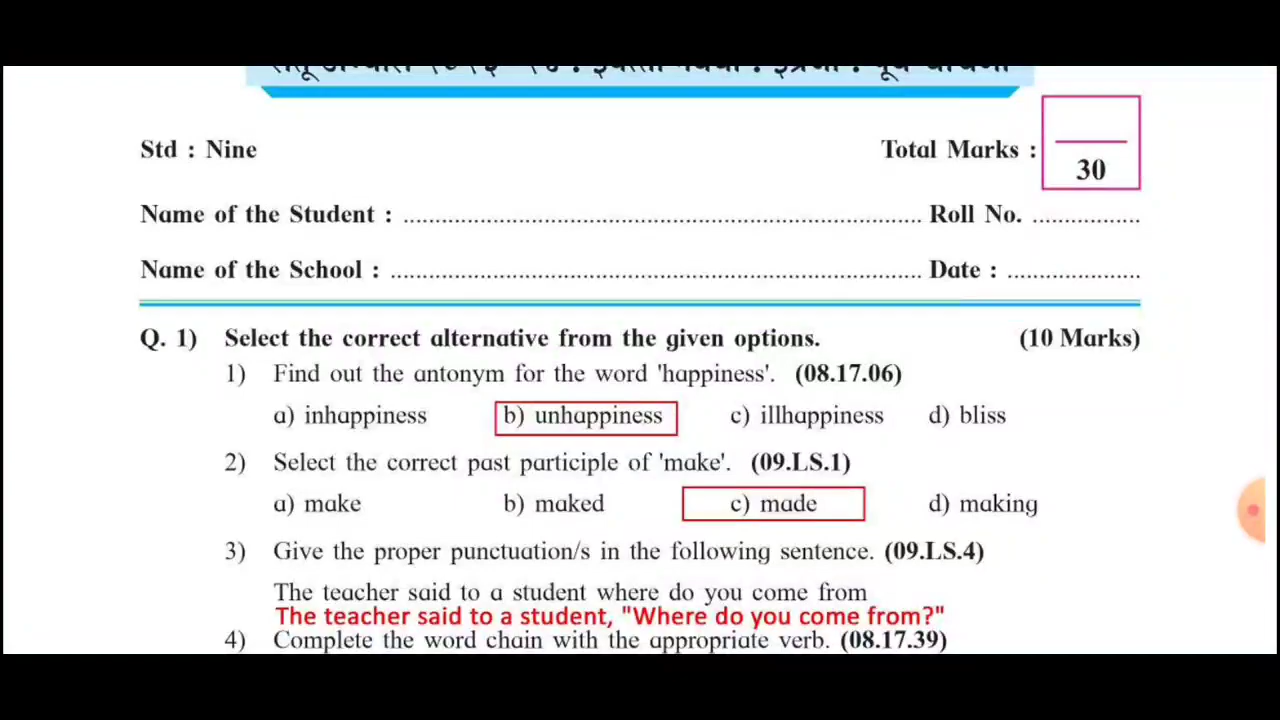 Std : Nine
Total Marks :
30
Name of the Student : ........................................................................................ Roll No. ..................
Name of the School : .......................................................................................... Date : ......................
Q. 1) Select the correct alternative from the given options. (10 Marks)
1) Find out the antonym for the word 'happiness'. (08.17.06)
a) inhappiness b) unhappiness c) illhappiness d) bliss
2) Select the correct past participle of 'make'. (09.LS.1)
a) make b) maked c) made d) making
3) Give the proper punctuation/s in the following sentence. (09.LS.4)
The teacher said to a student where do you come from
The teacher said to a student, "Where do you come from?"
4) Complete the word chain with the appropriate verb. (08.17.39)